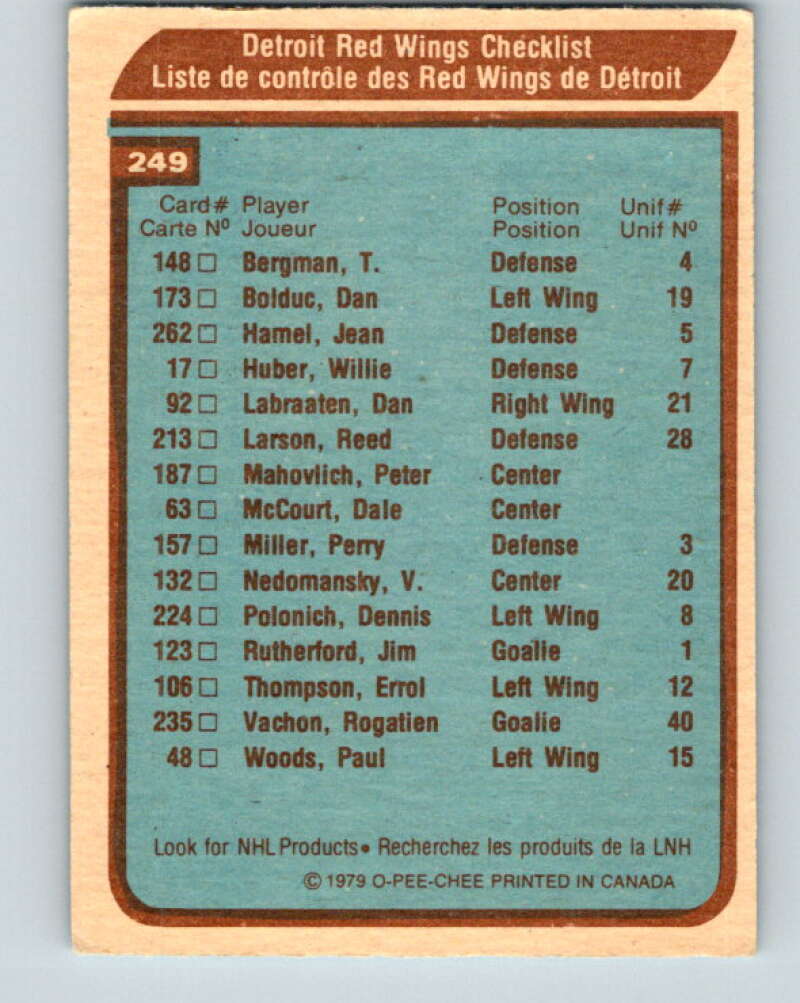 Detroit Red Wings Checklist
Liste de contrôle des Red Wings de Détroit
249
Card# Player Position Unif#
Carte Nº Joueur Position Unif Nº
148 □ Bergman, T. Defense 4
173 □ Bolduc, Dan Left Wing 19
262 □ Hamel, Jean Defense 5
17 □ Huber, Willie Defense 7
92 □ Labraaten, Dan Right Wing 21
213 □ Larson, Reed Defense 28
187 □ Mahovlich, Peter Center
63 □ McCourt, Dale Center
157 □ Miller, Perry Defense 3
132 □ Nedomansky, V. Center 20
224 □ Polonich, Dennis Left Wing 8
123 □ Rutherford, Jim Goalie 1
106 □ Thompson, Errol Left Wing 12
235 □ Vachon, Rogatien Goalie 40
48 □ Woods, Paul Left Wing 15
Look for NHL Products• Recherchez les produits de la LNH
© 1979 O-PEE-CHEE PRINTED IN CANADA